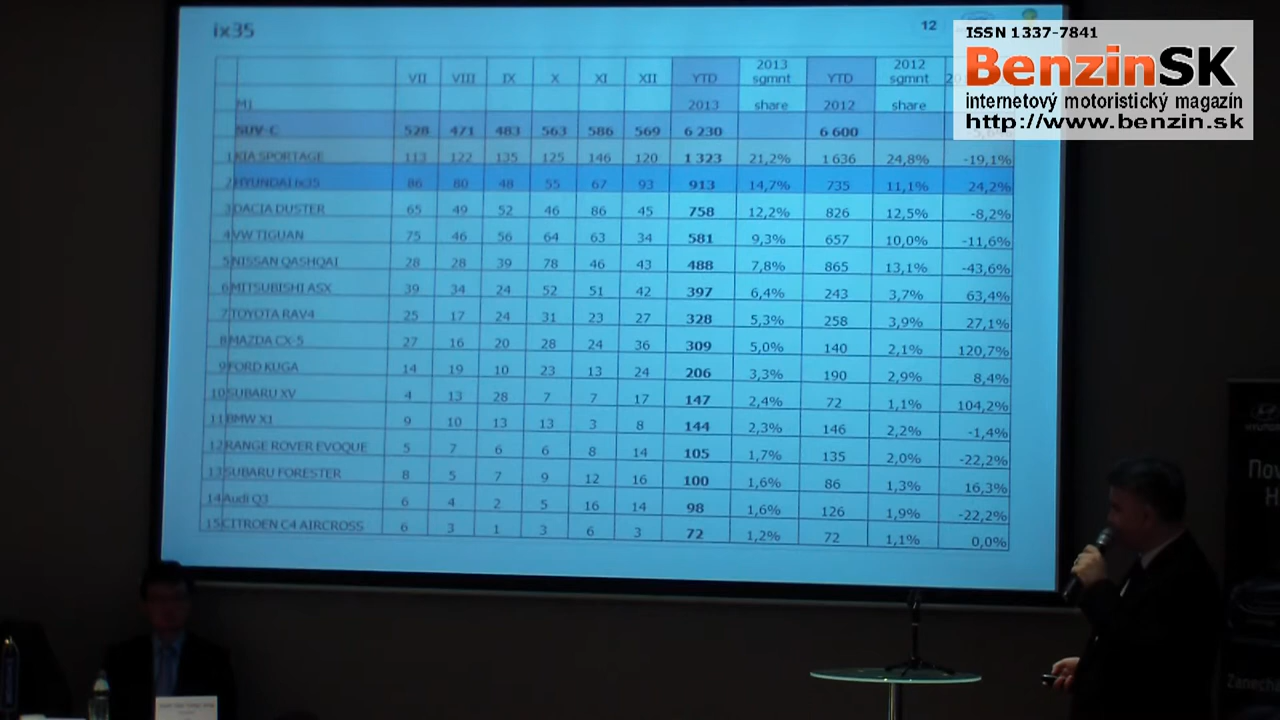 ix35
12
ISSN 1337-7841
BenzinSK
internetový motoristický magazín
http://www.benzin.sk
VII VIII IX X XI XII YTD 2013 sgmnt YTD 2012 sgmnt
M1 2013 share 2012 share
SUV-C 528 471 483 563 586 569 6 230 6 600
1 KIA SPORTAGE 113 122 135 125 146 120 1 323 21,2% 1 636 24,8% -19,1%
2 HYUNDAI ix35 86 80 48 55 67 93 913 14,7% 735 11,1% 24,2%
3 DACIA DUSTER 65 49 52 46 86 45 758 12,2% 826 12,5% -8,2%
4 VW TIGUAN 75 46 56 64 63 34 581 9,3% 657 10,0% -11,6%
5 NISSAN QASHQAI 28 28 39 78 46 43 488 7,8% 865 13,1% -43,6%
6 MITSUBISHI ASX 39 34 24 52 51 42 397 6,4% 243 3,7% 63,4%
7 TOYOTA RAV4 25 17 24 31 23 27 328 5,3% 258 3,9% 27,1%
8 MAZDA CX-5 27 16 20 28 24 36 309 5,0% 140 2,1% 120,7%
9 FORD KUGA 14 19 10 23 13 24 206 3,3% 190 2,9% 8,4%
10 SUBARU XV 4 13 28 7 7 17 147 2,4% 72 1,1% 104,2%
11 BMW X1 9 10 13 13 3 8 144 2,3% 146 2,2% -1,4%
12 RANGE ROVER EVOQUE 5 7 6 6 8 14 105 1,7% 135 2,0% -22,2%
13 SUBARU FORESTER 8 5 7 9 12 16 100 1,6% 86 1,3% 16,3%
14 Audi Q3 6 4 2 5 16 14 98 1,6% 126 1,9% -22,2%
15 CITROEN C4 AIRCROSS 6 3 1 3 6 3 72 1,2% 72 1,1% 0,0%